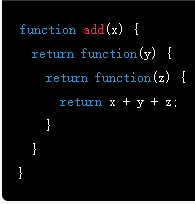 function add(x) {
  return function(y) {
    return function(z) {
      return x + y + z;
    }
  }
}